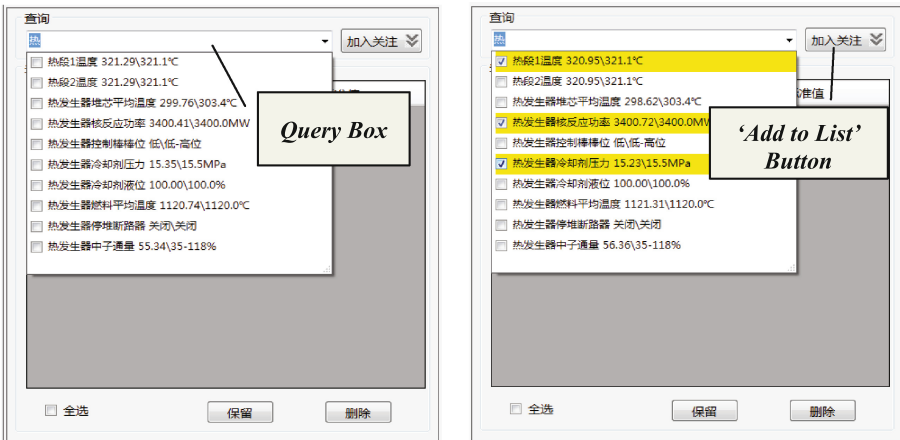 查询
热
加入关注
热段1温度 321.29\321.1℃
热段2温度 321.29\321.1℃
热发生器堆芯平均温度 299.76\303.4℃
热发生器核反应功率 3400.41\3400.0MW
热发生器控制棒棒位 低\低-高位
热发生器冷却剂压力 15.35\15.5MPa
热发生器冷却剂液位 100.00\100.0%
热发生器燃料平均温度 1120.74\1120.0℃
热发生器停堆断路器 关闭\关闭
热发生器中子通量 55.34\35-118%
Query Box
全选
保留
删除
查询
热
加入关注
热段1温度 320.95\321.1℃
热段2温度 320.95\321.1℃
准值
热发生器堆芯平均温度 298.62\303.4℃
热发生器核反应功率 3400.72\3400.0MW
热发生器控制棒棒位 低\低-高位
热发生器冷却剂压力 15.23\15.5MPa
热发生器冷却剂液位 100.00\100.0%
热发生器燃料平均温度 1121.31\1120.0℃
热发生器停堆断路器 关闭\关闭
热发生器中子通量 56.36\35-118%
‘Add to List’
Button
全选
保留
删除